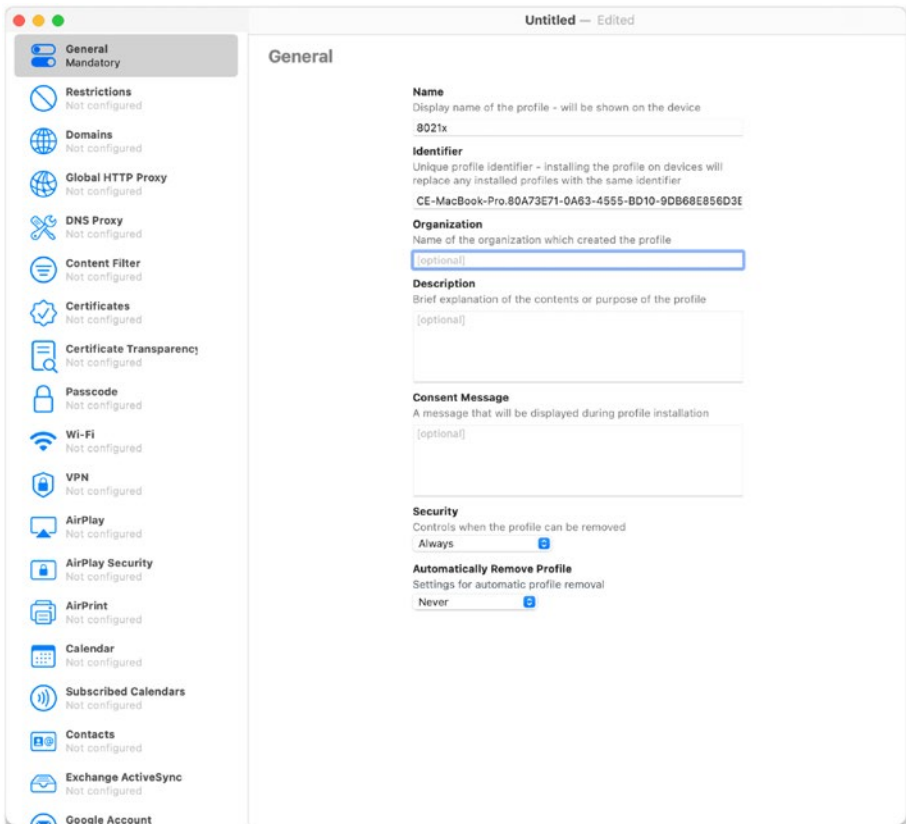 Untitled — Edited
General
Mandatory
Restrictions
Not configured
Domains
Not configured
Global HTTP Proxy
Not configured
DNS Proxy
Not configured
Content Filter
Not configured
Certificates
Not configured
Certificate Transparency
Not configured
Passcode
Not configured
Wi-Fi
Not configured
VPN
Not configured
AirPlay
Not configured
AirPlay Security
Not configured
AirPrint
Not configured
Calendar
Not configured
Subscribed Calendars
Not configured
Contacts
Not configured
Exchange ActiveSync
Not configured
Google Account
General
Name
Display name of the profile - will be shown on the device
8021x
Identifier
Unique profile identifier - installing the profile on devices will
replace any installed profiles with the same identifier
CE-MacBook-Pro.80A73E71-0A63-4555-BD10-9DB68E856D3E
Organization
Name of the organization which created the profile
[optional]
Description
Brief explanation of the contents or purpose of the profile
[optional]
Consent Message
A message that will be displayed during profile installation
[optional]
Security
Controls when the profile can be removed
Always
Automatically Remove Profile
Settings for automatic profile removal
Never